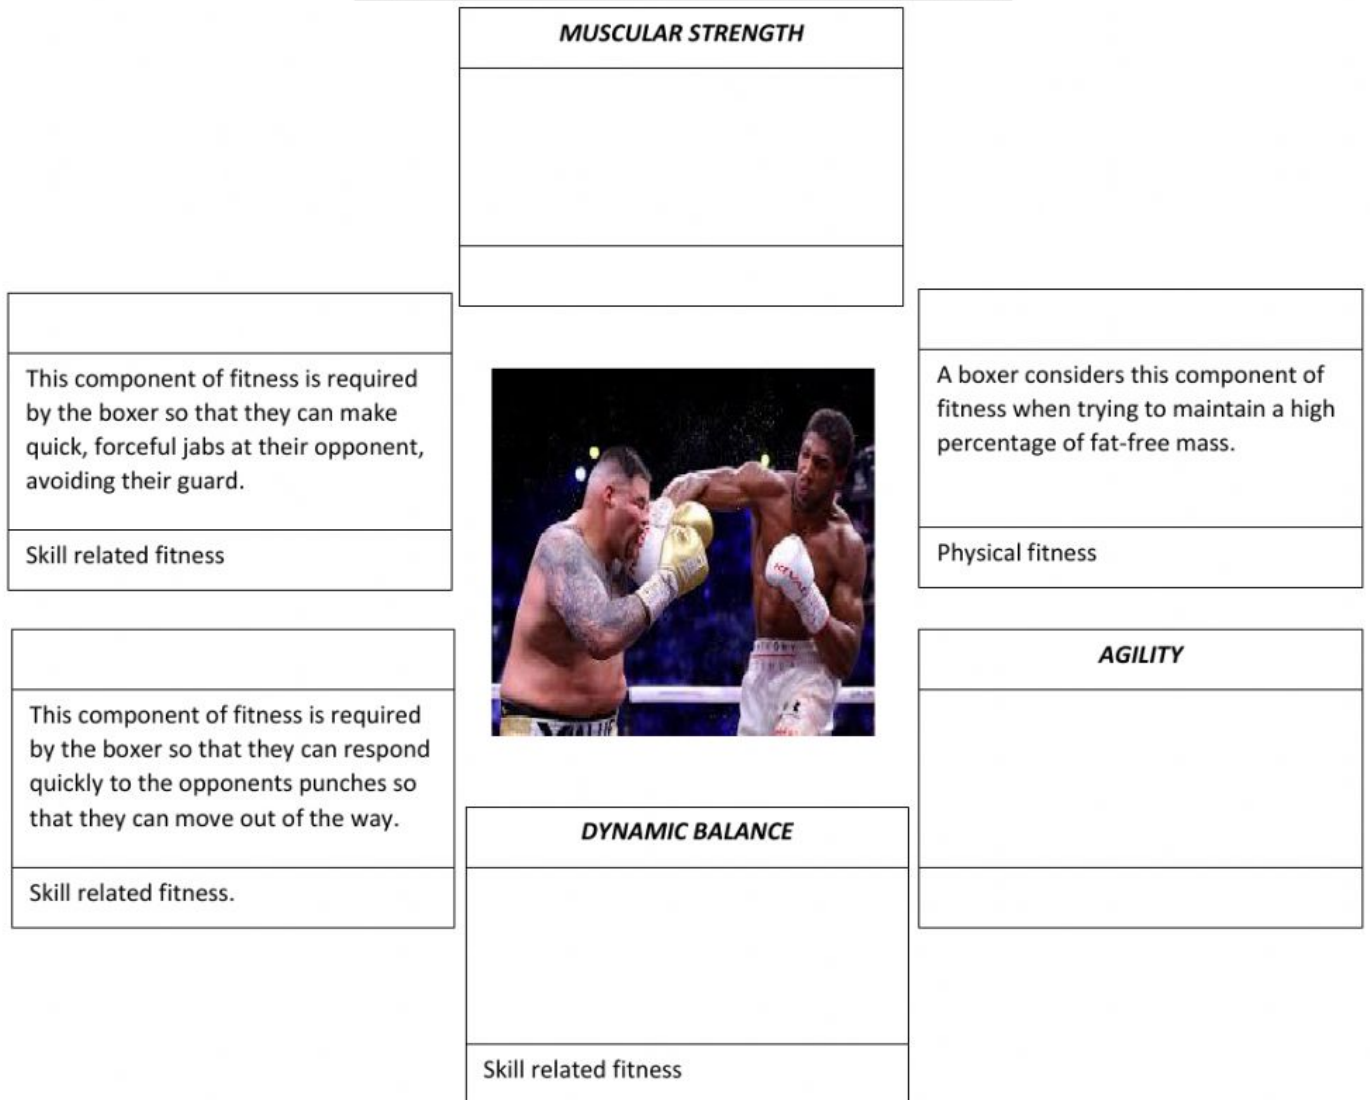 MUSCULAR STRENGTH
This component of fitness is required
by the boxer so that they can make
quick, forceful jabs at their opponent,
avoiding their guard.
Skill related fitness
A boxer considers this component of
fitness when trying to maintain a high
percentage of fat-free mass.
Physical fitness
This component of fitness is required
by the boxer so that they can respond
quickly to the opponents punches so
that they can move out of the way.
Skill related fitness.
AGILITY
DYNAMIC BALANCE
Skill related fitness